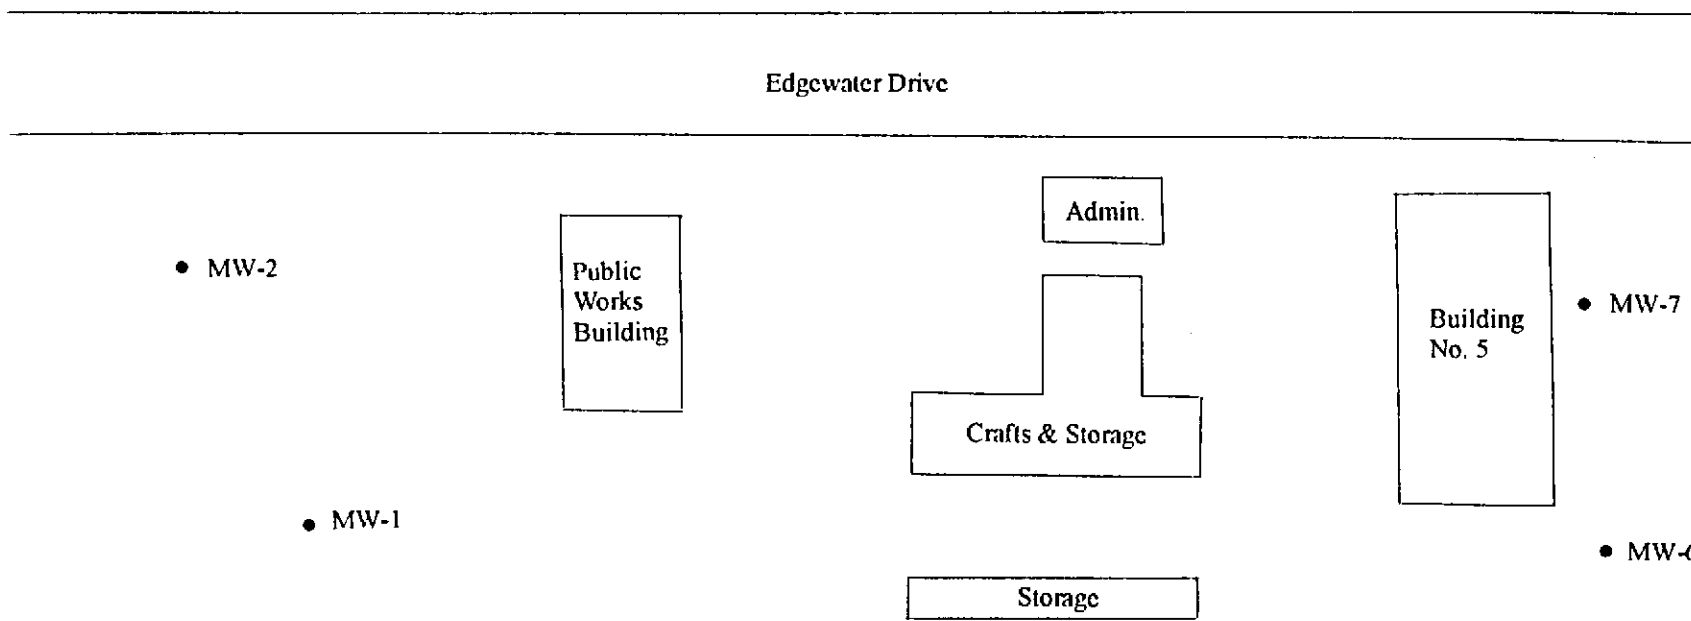 Edgewater Drive
Admin.
MW-2
Public
Works
Building
MW-7
Building
No. 5
Crafts & Storage
MW-1
Storage